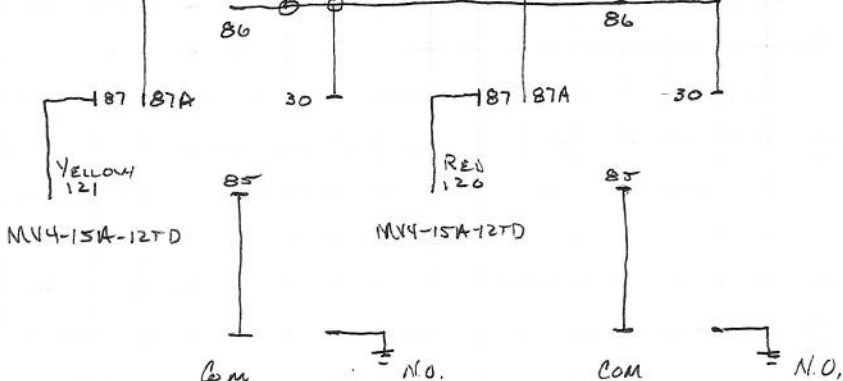 86 86
87 87A 30 87 87A 30
YELLOW 121 85 RED 120 85
MV4-15A-12TD MV4-15A-12TD
Com N.O. COM N.O.